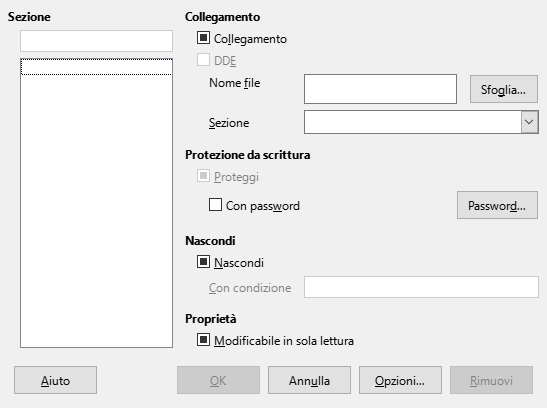 Sezione
Collegamento
Collegamento
DDE
Nome file
Sfoglia...
Sezione
Protezione da scrittura
Proteggi
Con password
Password...
Nascondi
Nascondi
Con condizione
Proprietà
Modificabile in sola lettura
Aiuto
OK
Annulla
Opzioni...
Rimuovi